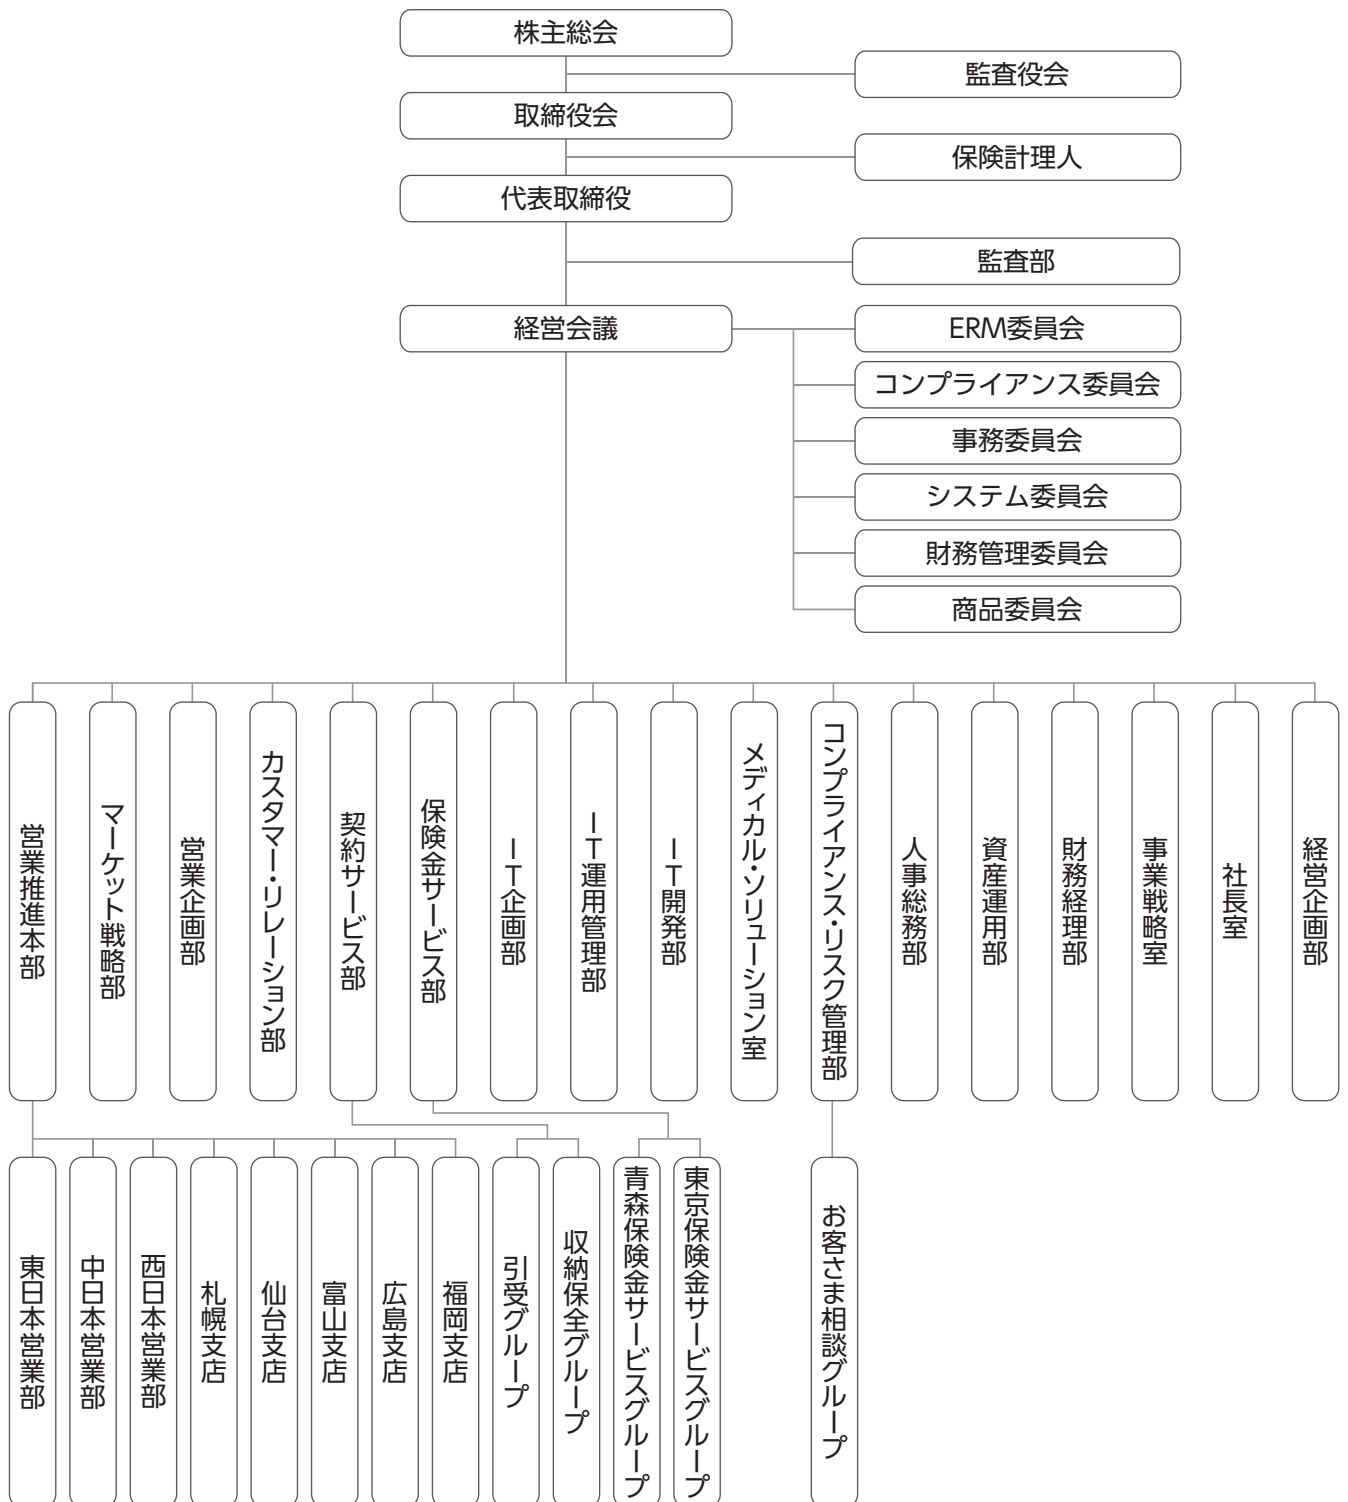 株主総会
監査役会
取締役会
保険計理人
代表取締役
監査部
経営会議
ERM委員会
コンプライアンス委員会
事務委員会
システム委員会
財務管理委員会
商品委員会
営業推進本部
マーケット戦略部
営業企画部
カスタマー・リレーション部
契約サービス部
保険金サービス部
IT企画部
IT運用管理部
IT開発部
メディカル・ソリューション室
コンプライアンス・リスク管理部
人事総務部
資産運用部
財務経理部
事業戦略室
社長室
経営企画部
東日本営業部
中日本営業部
西日本営業部
札幌支店
仙台支店
富山支店
広島支店
福岡支店
引受グループ
収納保全グループ
青森保険金サービスグループ
東京保険金サービスグループ
お客さま相談グループ